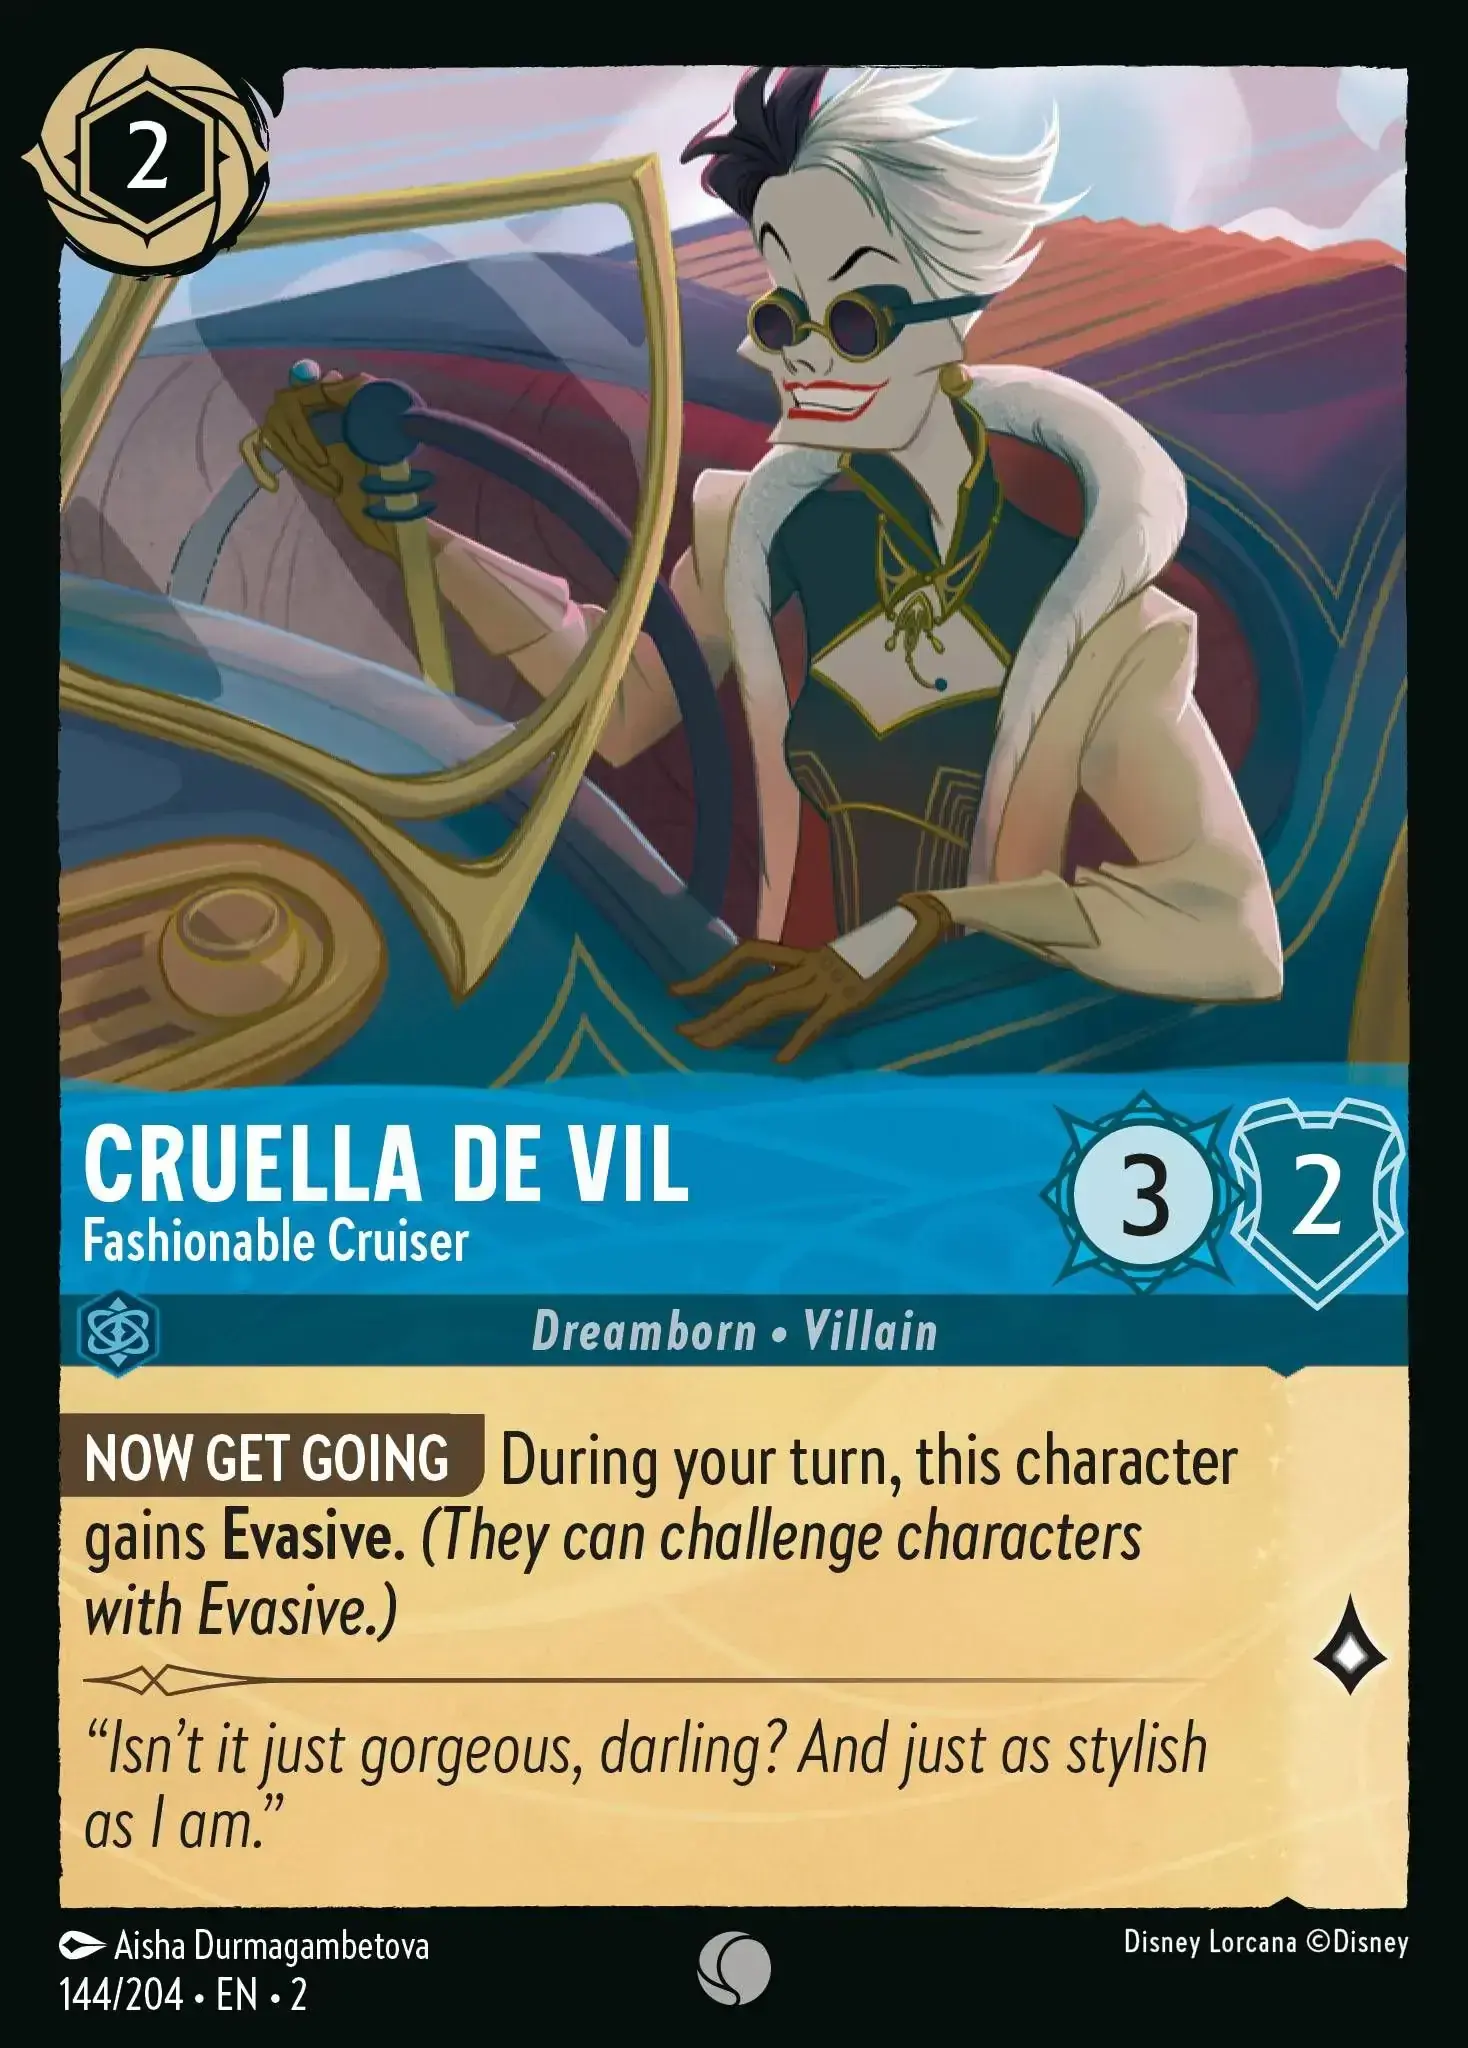 2
CRUELLA DE VIL
Fashionable Cruiser
3
2
Dreamborn • Villain
NOW GET GOING During your turn, this character
gains Evasive. (They can challenge characters
with Evasive.)
“Isn’t it just gorgeous, darling? And just as stylish
as I am.”
Aisha Durmagambetova
Disney Lorcana ©Disney
144/204 • EN • 2